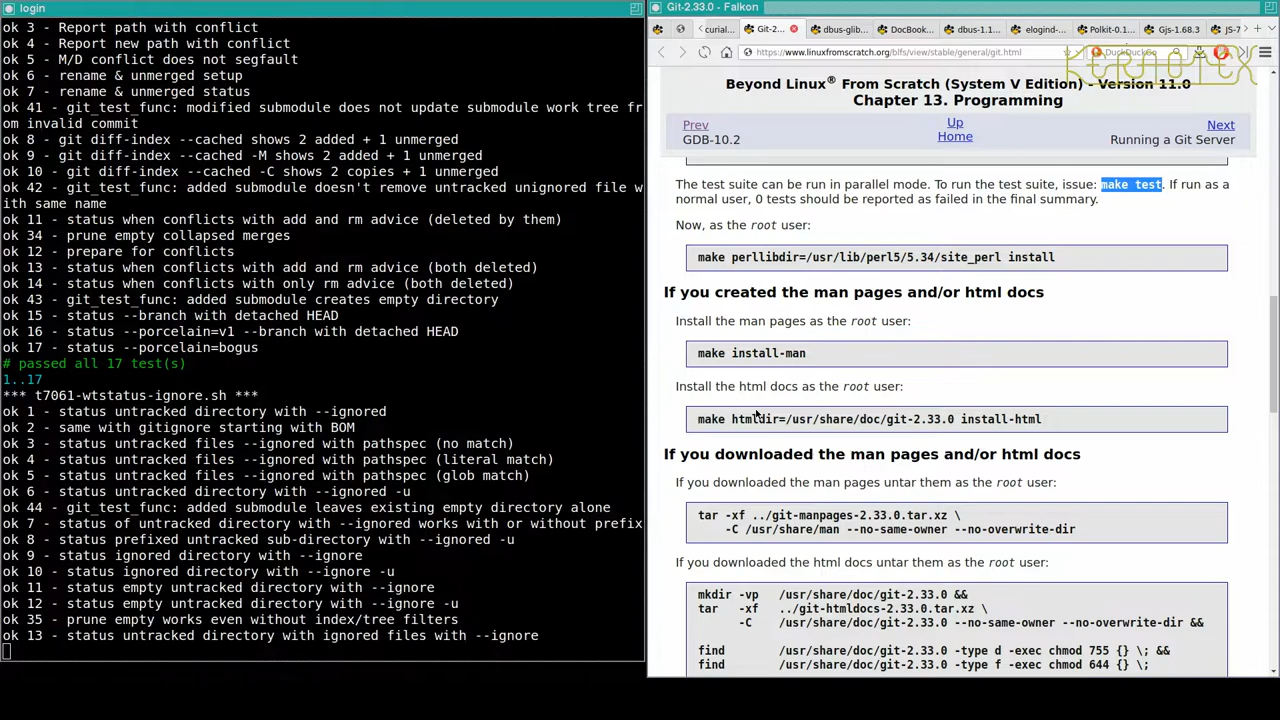 login
ok 3 - Report path with conflict
ok 4 - Report new path with conflict
ok 5 - M/D conflict does not segfault
ok 6 - rename & unmerged setup
ok 7 - rename & unmerged status
ok 41 - git_test_func: modified submodule does not update submodule work tree fr
om invalid commit
ok 8 - git diff-index --cached shows 2 added + 1 unmerged
ok 9 - git diff-index --cached -M shows 2 added + 1 unmerged
ok 10 - git diff-index --cached -C shows 2 copies + 1 unmerged
ok 42 - git_test_func: added submodule doesn't remove untracked unignored file w
ith same name
ok 11 - status when conflicts with add and rm advice (deleted by them)
ok 34 - prune empty collapsed merges
ok 12 - prepare for conflicts
ok 13 - status when conflicts with add and rm advice (both deleted)
ok 14 - status when conflicts with only rm advice (both deleted)
ok 43 - git_test_func: added submodule creates empty directory
ok 15 - status --branch with detached HEAD
ok 16 - status --porcelain=v1 --branch with detached HEAD
ok 17 - status --porcelain=bogus
# passed all 17 test(s)
1..17
*** t7061-wtstatus-ignore.sh ***
ok 1 - status untracked directory with --ignored
ok 2 - same with gitignore starting with BOM
ok 3 - status untracked files --ignored with pathspec (no match)
ok 4 - status untracked files --ignored with pathspec (literal match)
ok 5 - status untracked files --ignored with pathspec (glob match)
ok 6 - status untracked directory with --ignored -u
ok 44 - git_test_func: added submodule leaves existing empty directory alone
ok 7 - status of untracked directory with --ignored works with or without prefix
ok 8 - status prefixed untracked sub-directory with --ignored -u
ok 9 - status ignored directory with --ignore
ok 10 - status ignored directory with --ignore -u
ok 11 - status empty untracked directory with --ignore
ok 12 - status empty untracked directory with --ignore -u
ok 35 - prune empty works even without index/tree filters
ok 13 - status untracked directory with ignored files with --ignore
Git-2.33.0 - Falkon
curial... Git-2... dbus-glib... DocBook... dbus-1.1... elogind-... Polkit-0.1... Gjs-1.68.3 JS-7
https://www.linuxfromscratch.org/blfs/view/stable/general/git.html
DuckDuckGo
KERNOTEX
Beyond Linux® From Scratch (System V Edition) - Version 11.0
Chapter 13. Programming
Prev Up Next
GDB-10.2 Home Running a Git Server
The test suite can be run in parallel mode. To run the test suite, issue: make test. If run as a
normal user, 0 tests should be reported as failed in the final summary.
Now, as the root user:
make perllibdir=/usr/lib/perl5/5.34/site_perl install
If you created the man pages and/or html docs
Install the man pages as the root user:
make install-man
Install the html docs as the root user:
make htmldir=/usr/share/doc/git-2.33.0 install-html
If you downloaded the man pages and/or html docs
If you downloaded the man pages untar them as the root user:
tar -xf ../git-manpages-2.33.0.tar.xz \
-C /usr/share/man --no-same-owner --no-overwrite-dir
If you downloaded the html docs untar them as the root user:
mkdir -vp /usr/share/doc/git-2.33.0 &&
tar -xf ../git-htmldocs-2.33.0.tar.xz \
-C /usr/share/doc/git-2.33.0 --no-same-owner --no-overwrite-dir &&
find /usr/share/doc/git-2.33.0 -type d -exec chmod 755 {} \; &&
find /usr/share/doc/git-2.33.0 -type f -exec chmod 644 {} \;